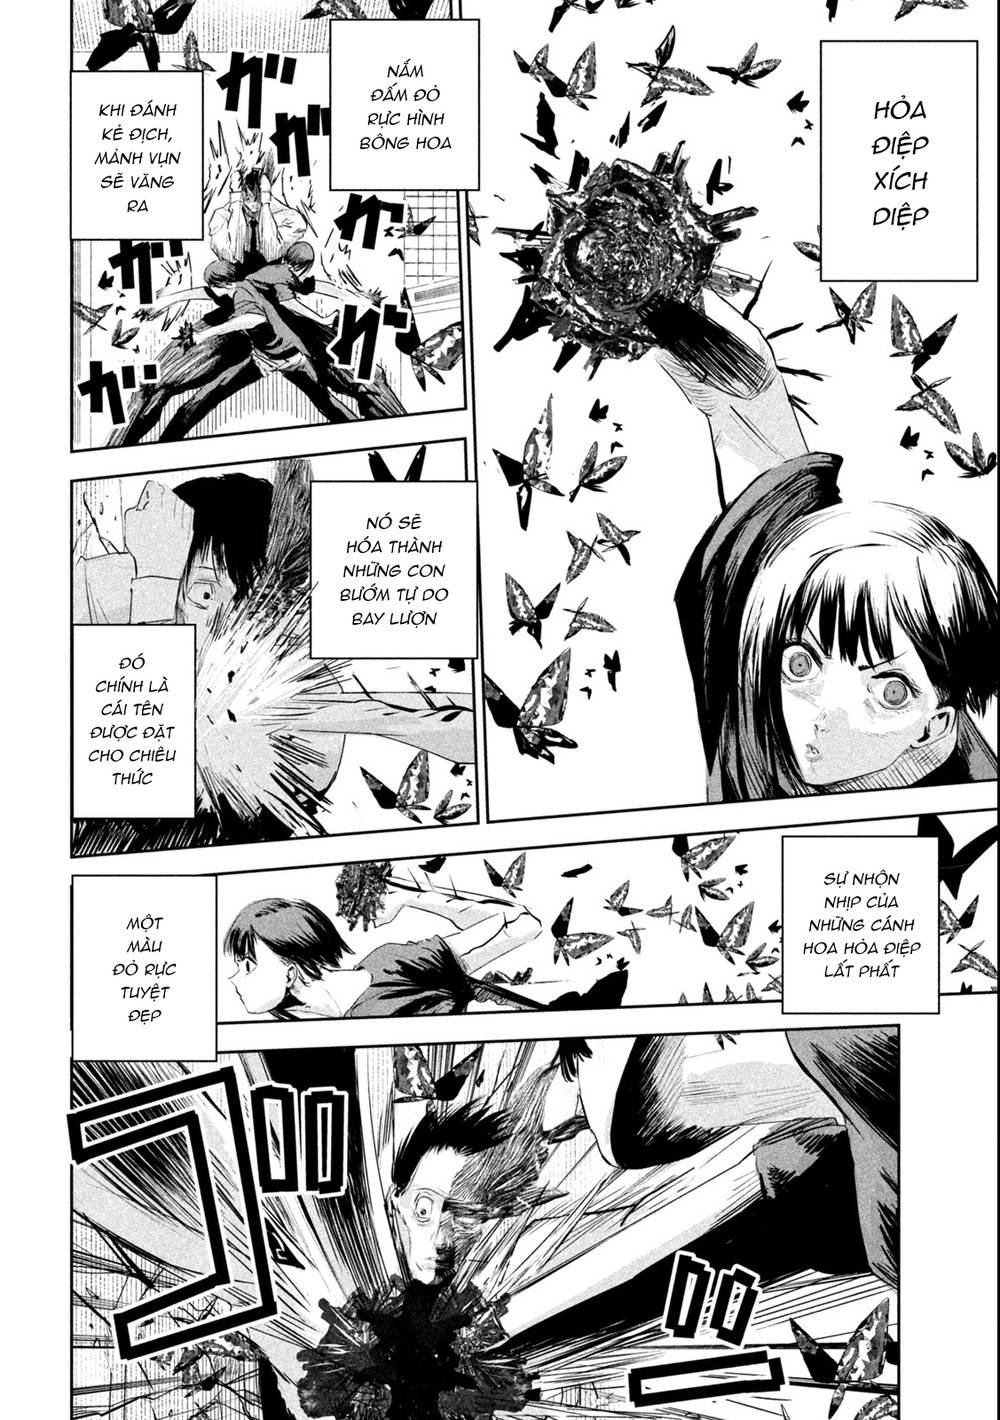 HỎA
ĐIỆP
XÍCH
DIỆP
NẮM
ĐẤM ĐỎ
RỰC HÌNH
BÔNG HOA
KHI ĐÁNH
KẺ ĐỊCH,
MẢNH VỤN
SẼ VĂNG
RA
ガ
ガ
ガ
ガ
ガ
NÓ SẼ
HÓA THÀNH
NHỮNG CON
BƯỚM TỰ DO
BAY LƯỢN
ĐÓ
CHÍNH LÀ
CÁI TÊN
ĐƯỢC ĐẶT
CHO CHIÊU
THỨC
SỰ NHỘN
NHỊP CỦA
NHỮNG CÁNH
HOA HỎA ĐIỆP
LẤT PHẤT
MỘT
MÀU
ĐỎ RỰC
TUYỆT
ĐẸP
ゴ
ゴ